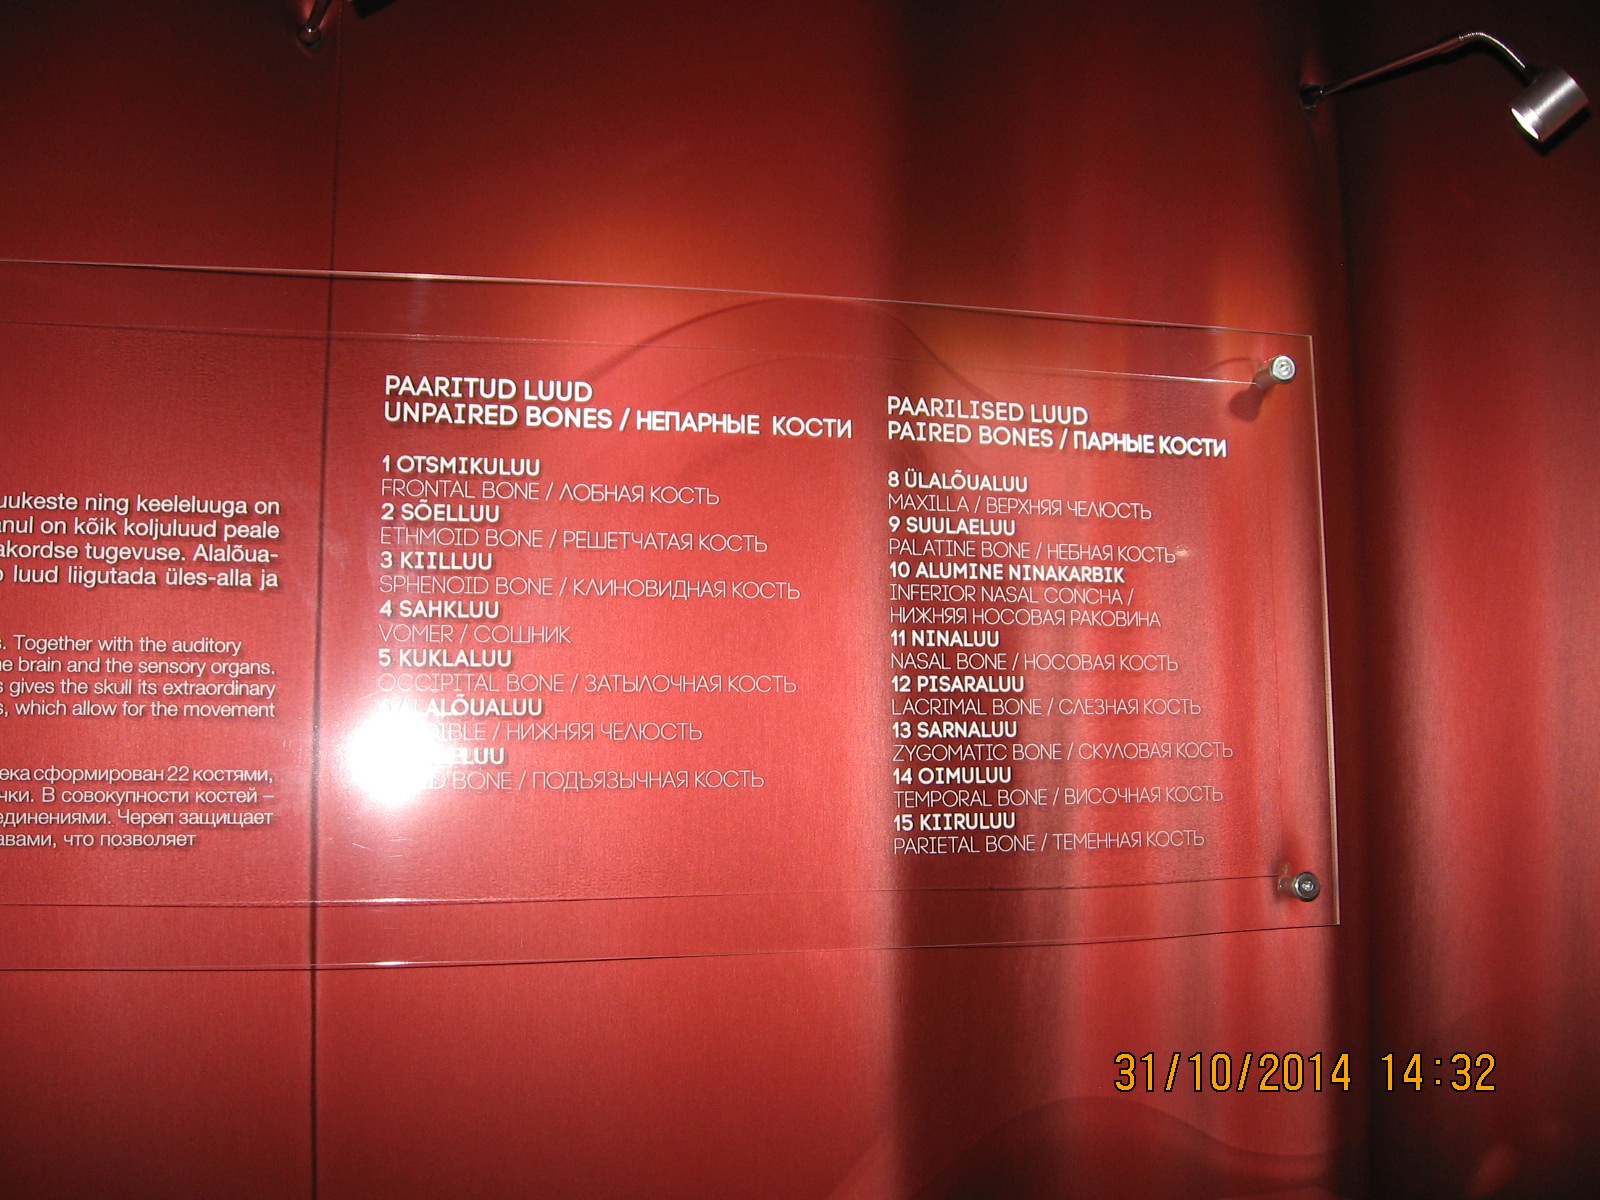 uukeste ning keeleluuga on
anul on kõik koljuluud peale
akordse tugevuse. Alalõua-
luud liigutada üles-alla ja
s. Together with the auditory
he brain and the sensory organs.
s gives the skull its extraordinary
s, which allow for the movement
ека сформирован 22 костями,
чки. В совокупности костей –
единениями. Череп защищает
авами, что позволяет
PAARITUD LUUD
UNPAIRED BONES / НЕПАРНЫЕ КОСТИ
1 OTSMIKULUU
FRONTAL BONE / ЛОБНАЯ КОСТЬ
2 SÕELLUU
ETHMOID BONE / РЕШЕТЧАТАЯ КОСТЬ
3 KIILLUU
SPHENOID BONE / КЛИНОВИДНАЯ КОСТЬ
4 SAHKLUU
VOMER / СОШНИК
5 KUKLALUU
OCCIPITAL BONE / ЗАТЫЛОЧНАЯ КОСТЬ
ALALÕUALUU
DIBLE / НИЖНЯЯ ЧЕЛЮСТЬ
ELUU
D BONE / ПОДЪЯЗЫЧНАЯ КОСТЬ
PAARILISED LUUD
PAIRED BONES / ПАРНЫЕ КОСТИ
8 ÜLALÕUALUU
MAXILLA / ВЕРХНЯЯ ЧЕЛЮСТЬ
9 SUULAELUU
PALATINE BONE / НЕБНАЯ КОСТЬ
10 ALUMINE NINAKARBIK
INFERIOR NASAL CONCHA /
НИЖНЯЯ НОСОВАЯ РАКОВИНА
11 NINALUU
NASAL BONE / НОСОВАЯ КОСТЬ
12 PISARALUU
LACRIMAL BONE / СЛЕЗНАЯ КОСТЬ
13 SARNALUU
ZYGOMATIC BONE / СКУЛОВАЯ КОСТЬ
14 OIMULUU
TEMPORAL BONE / ВИСОЧНАЯ КОСТЬ
15 KIIRULUU
PARIETAL BONE / ТЕМЕННАЯ КОСТЬ
31/10/2014 14:32